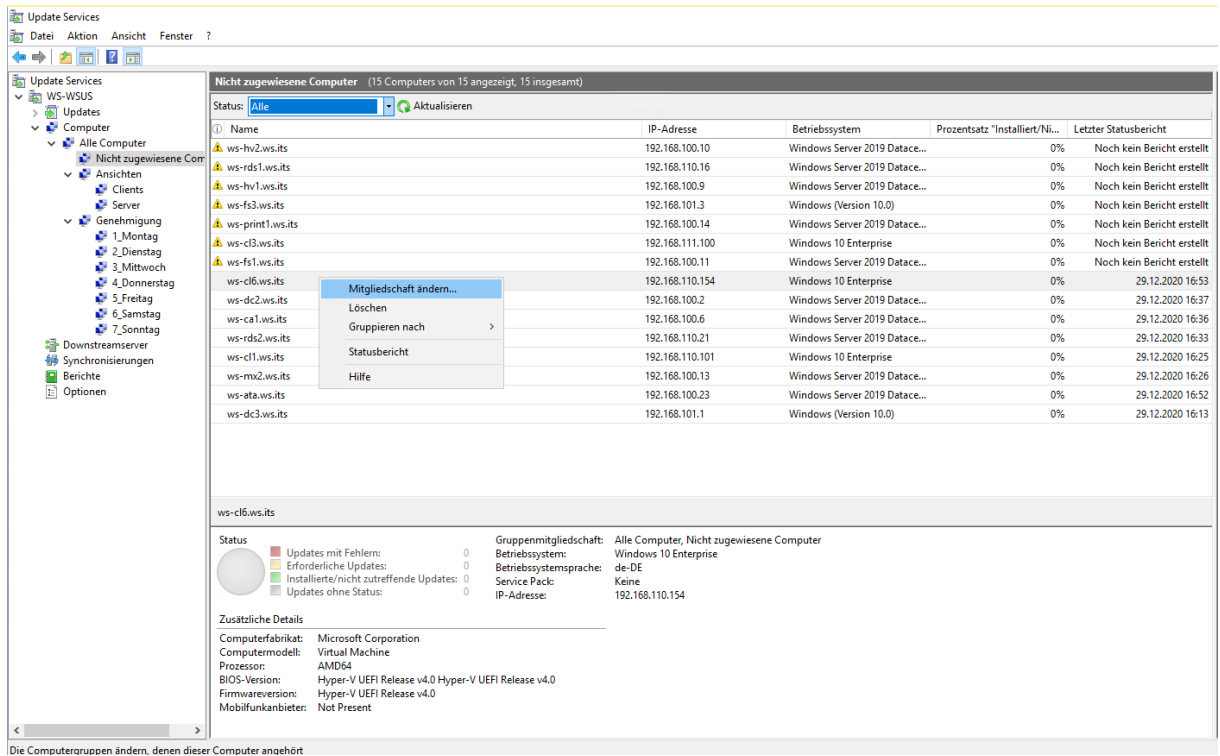 Update Services
Datei Aktion Ansicht Fenster ?
Update Services
WS-WSUS
Updates
Computer
Alle Computer
Nicht zugewiesene Com
Ansichten
Clients
Server
Genehmigung
1_Montag
2_Dienstag
3_Mittwoch
4_Donnerstag
5_Freitag
6_Samstag
7_Sonntag
Downstreamserver
Synchronisierungen
Berichte
Optionen
Nicht zugewiesene Computer (15 Computers von 15 angezeigt, 15 insgesamt)
Status: Alle Aktualisieren
Name IP-Adresse Betriebssystem Prozentsatz "Installiert/Ni... Letzter Statusbericht
ws-hv2.ws.its 192.168.100.10 Windows Server 2019 Datace... 0% Noch kein Bericht erstellt
ws-rds1.ws.its 192.168.110.16 Windows Server 2019 Datace... 0% Noch kein Bericht erstellt
ws-hv1.ws.its 192.168.100.9 Windows Server 2019 Datace... 0% Noch kein Bericht erstellt
ws-fs3.ws.its 192.168.101.3 Windows (Version 10.0) 0% Noch kein Bericht erstellt
ws-print1.ws.its 192.168.100.14 Windows Server 2019 Datace... 0% Noch kein Bericht erstellt
ws-cl3.ws.its 192.168.111.100 Windows 10 Enterprise 0% Noch kein Bericht erstellt
ws-fs1.ws.its 192.168.100.11 Windows Server 2019 Datace... 0% Noch kein Bericht erstellt
ws-cl6.ws.its 192.168.110.154 Windows 10 Enterprise 0% 29.12.2020 16:53
ws-dc2.ws.its 192.168.100.2 Windows Server 2019 Datace... 0% 29.12.2020 16:37
ws-ca1.ws.its 192.168.100.6 Windows Server 2019 Datace... 0% 29.12.2020 16:36
ws-rds2.ws.its 192.168.110.21 Windows Server 2019 Datace... 0% 29.12.2020 16:33
ws-cl1.ws.its 192.168.110.101 Windows 10 Enterprise 0% 29.12.2020 16:25
ws-mx2.ws.its 192.168.100.13 Windows Server 2019 Datace... 0% 29.12.2020 16:26
ws-ata.ws.its 192.168.100.23 Windows Server 2019 Datace... 0% 29.12.2020 16:52
ws-dc3.ws.its 192.168.101.1 Windows (Version 10.0) 0% 29.12.2020 16:13
Mitgliedschaft ändern...
Löschen
Gruppieren nach
Statusbericht
Hilfe
ws-cl6.ws.its
Status
Updates mit Fehlern: 0
Erforderliche Updates: 0
Installierte/nicht zutreffende Updates: 0
Updates ohne Status: 0
Gruppenmitgliedschaft: Alle Computer, Nicht zugewiesene Computer
Betriebssystem: Windows 10 Enterprise
Betriebssystemsprache: de-DE
Service Pack: Keine
IP-Adresse: 192.168.110.154
Zusätzliche Details
Computerfabrikat: Microsoft Corporation
Computermodell: Virtual Machine
Prozessor: AMD64
BIOS-Version: Hyper-V UEFI Release v4.0 Hyper-V UEFI Release v4.0
Firmwareversion: Hyper-V UEFI Release v4.0
Mobilfunkanbieter: Not Present
Die Computergruppen ändern, denen dieser Computer angehört